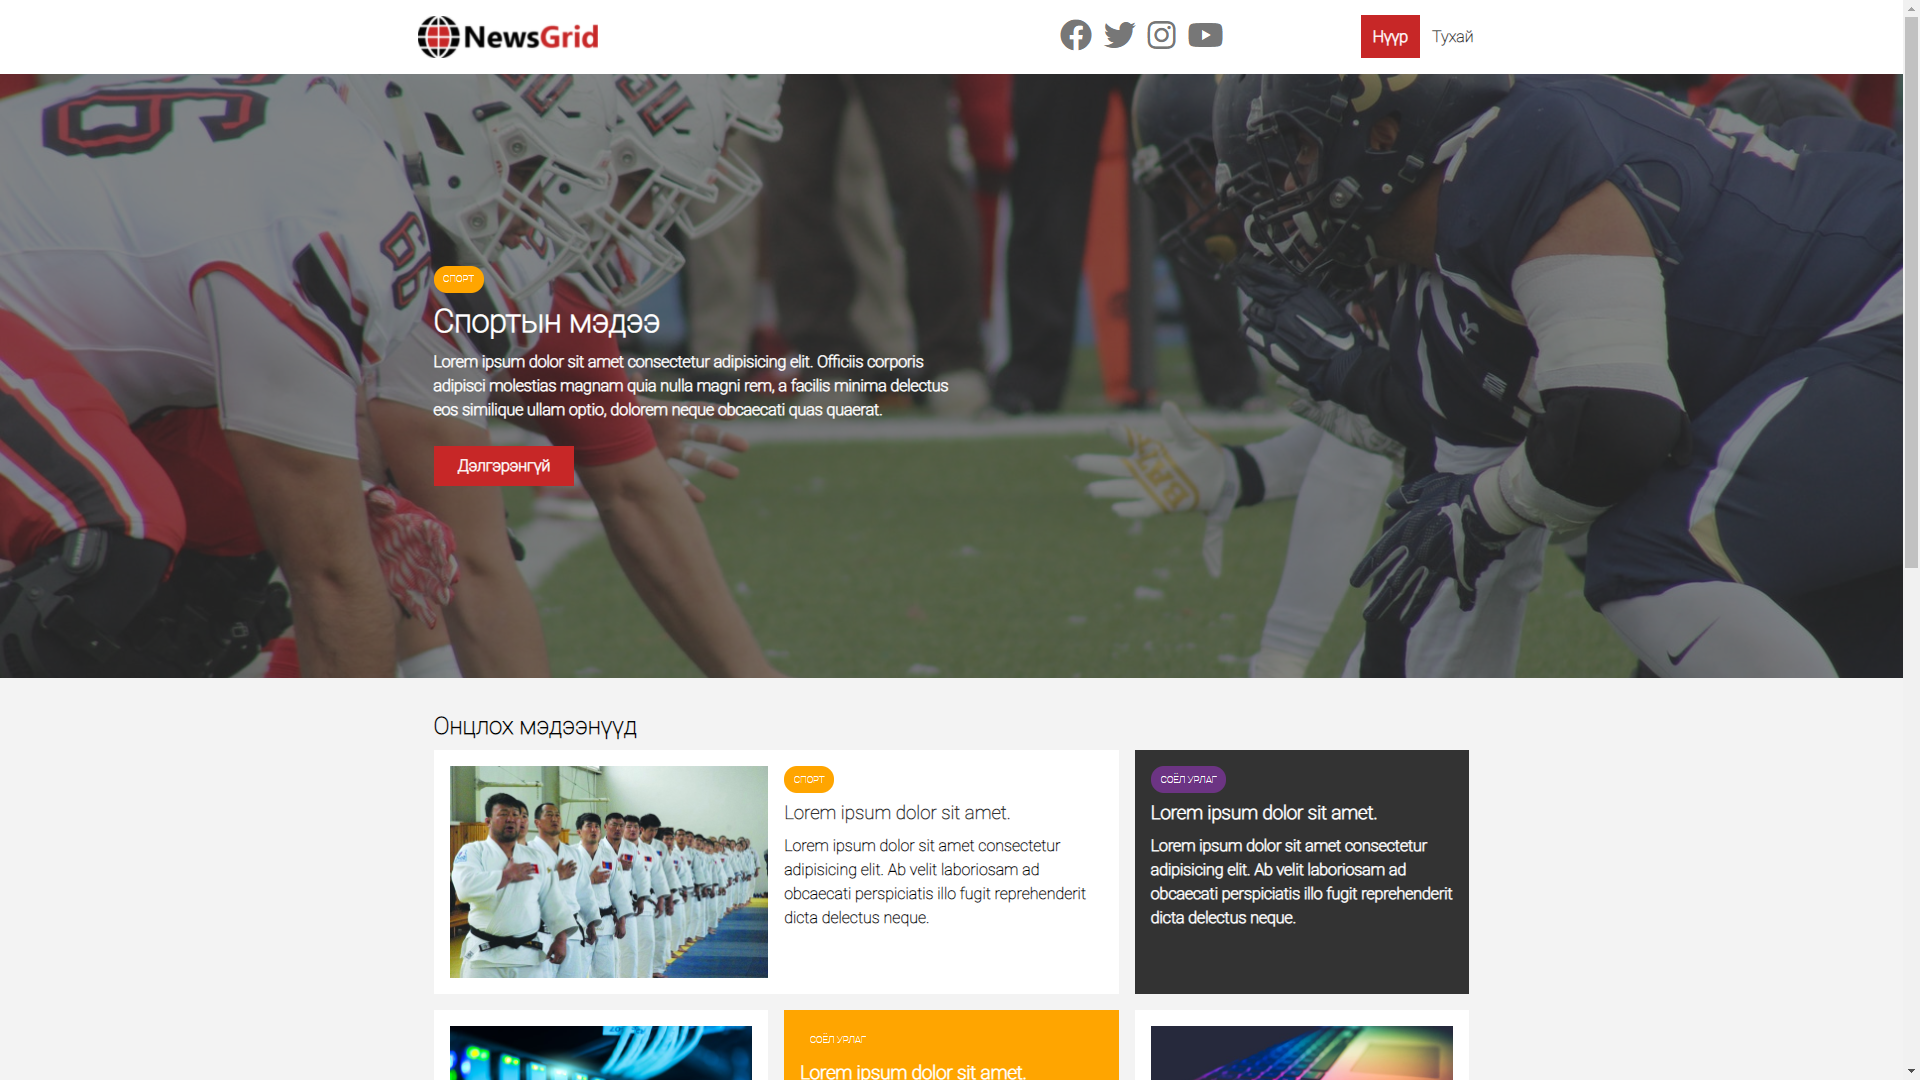 NewsGrid
Нүүр
Тухай
СПОРТ
Спортын мэдээ
Lorem ipsum dolor sit amet consectetur adipisicing elit. Officiis corporis
adipisci molestias magnam quia nulla magni rem, a facilis minima delectus
eos similique ullam optio, dolorem neque obcaecati quas quaerat.
Дэлгэрэнгүй
Онцлох мэдээнүүд
СПОРТ
Lorem ipsum dolor sit amet.
Lorem ipsum dolor sit amet consectetur
adipisicing elit. Ab velit laboriosam ad
obcaecati perspiciatis illo fugit reprehenderit
dicta delectus neque.
СОЁЛ УРЛАГ
Lorem ipsum dolor sit amet.
Lorem ipsum dolor sit amet consectetur
adipisicing elit. Ab velit laboriosam ad
obcaecati perspiciatis illo fugit reprehenderit
dicta delectus neque.
СОЁЛ УРЛАГ
Lorem ipsum dolor sit amet.